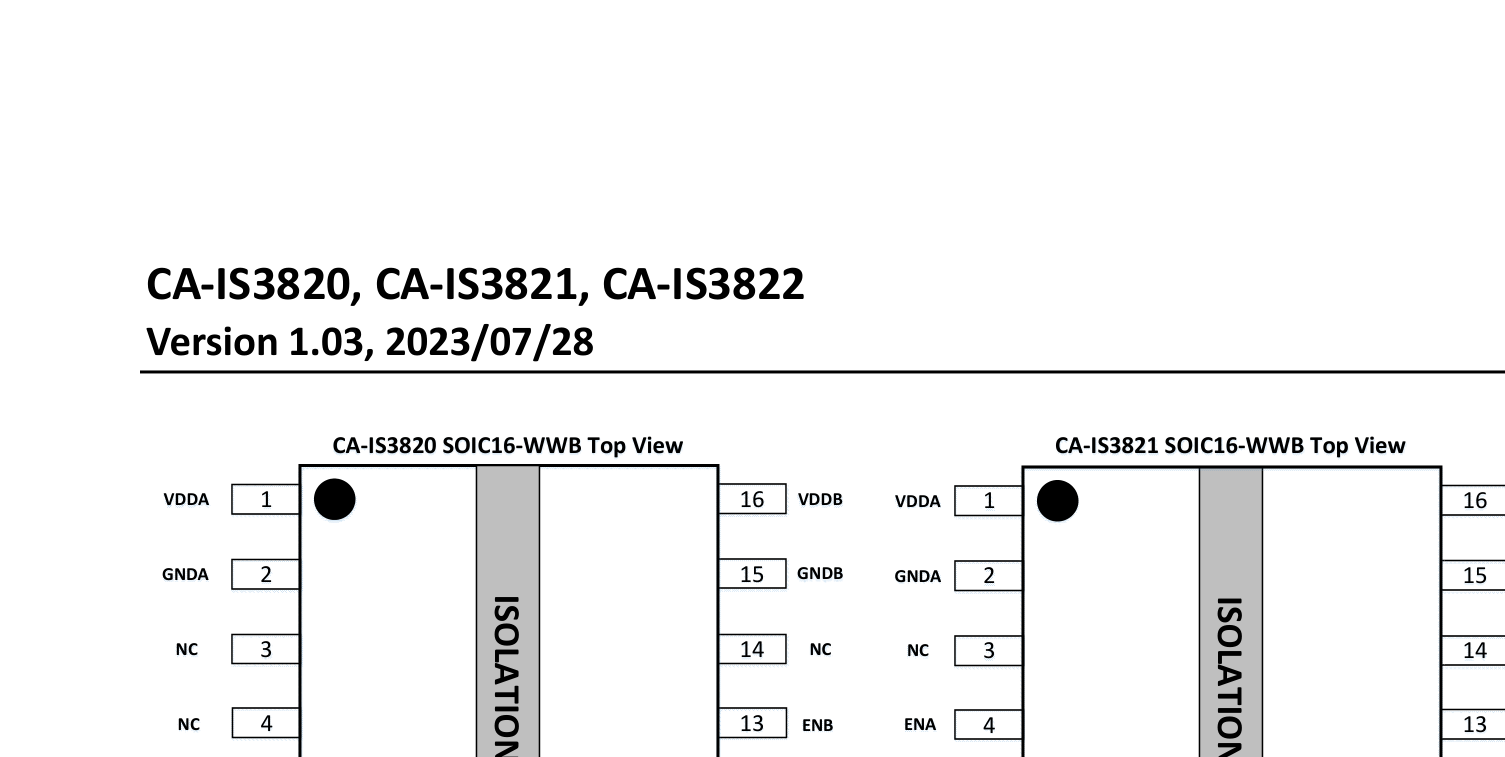 CA-IS3820, CA-IS3821, CA-IS3822
Version 1.03, 2023/07/28
CA-IS3820 SOIC16-WWB Top View
CA-IS3821 SOIC16-WWB Top View
VDDA 1 16 VDDB
VDDA 1 16
GNDA 2 15 GNDB
GNDA 2 15
NC 3 14 NC
NC 3 14
NC 4 13 ENB
ENA 4 13
ISOLATION
ISOLATION